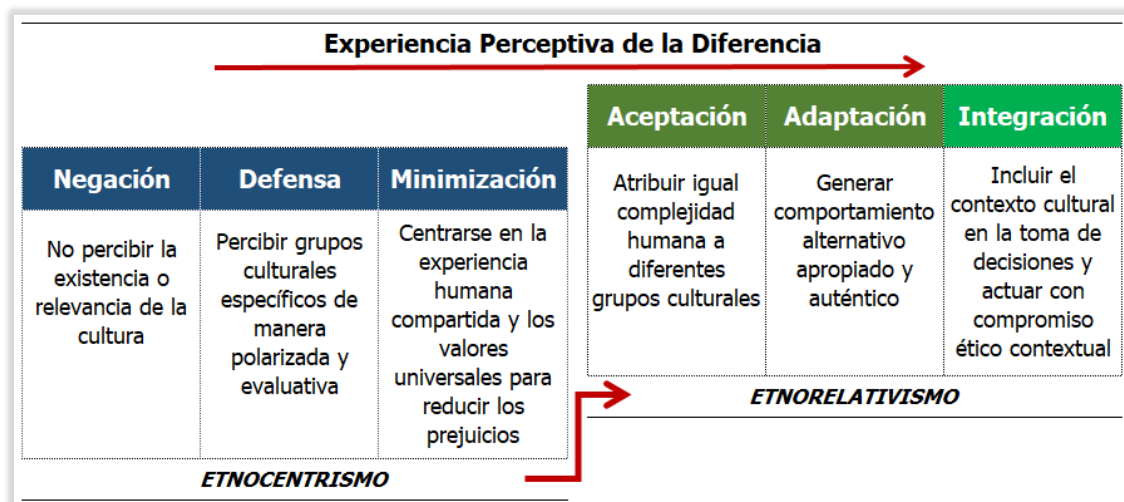 Experiencia Perceptiva de la Diferencia
Negación
No percibir la
existencia o
relevancia de la
cultura
Defensa
Percibir grupos
culturales
específicos de
manera
polarizada y
evaluativa
Minimización
Centrarse en la
experiencia
humana
compartida y los
valores
universales para
reducir los
prejuicios
ETNOCENTRISMO
Aceptación
Atribuir igual
complejidad
humana a
diferentes
grupos culturales
Adaptación
Generar
comportamiento
alternativo
apropiado y
auténtico
Integración
Incluir el
contexto cultural
en la toma de
decisiones y
actuar con
compromiso
ético contextual
ETNORELATIVISMO